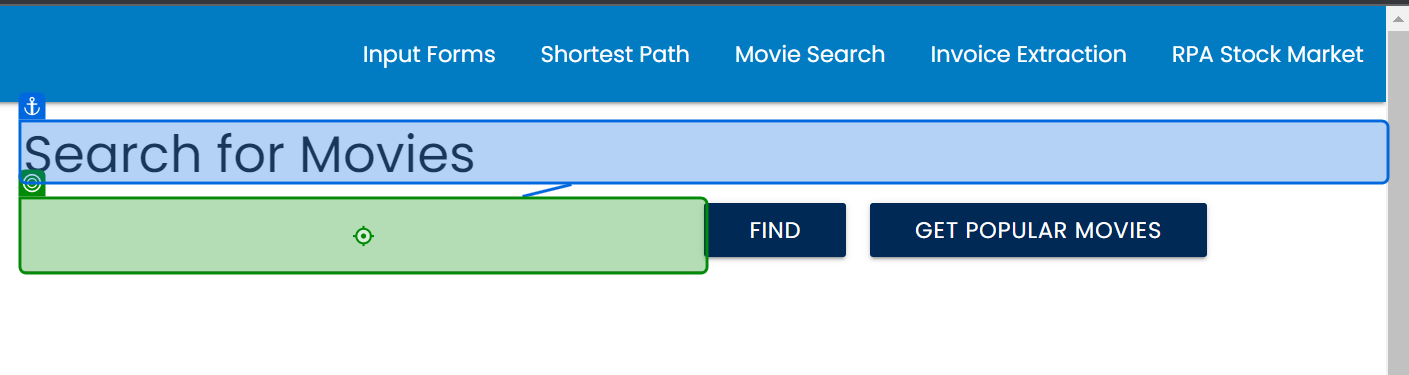 Input Forms Shortest Path Movie Search Invoice Extraction RPA Stock Market
Search for Movies
FIND GET POPULAR MOVIES